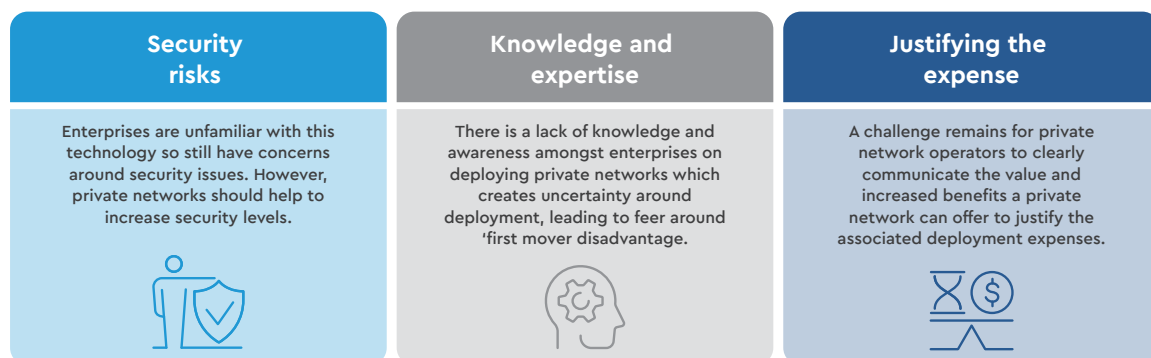 Security
risks
Enterprises are unfamiliar with this
technology so still have concerns
around security issues. However,
private networks should help to
increase security levels.
Knowledge and
expertise
There is a lack of knowledge and
awareness amongst enterprises on
deploying private networks which
creates uncertainty around
deployment, leading to feer around
‘first mover disadvantage.
Justifying the
expense
A challenge remains for private
network operators to clearly
communicate the value and
increased benefits a private
network can offer to justify the
associated deployment expenses.
$